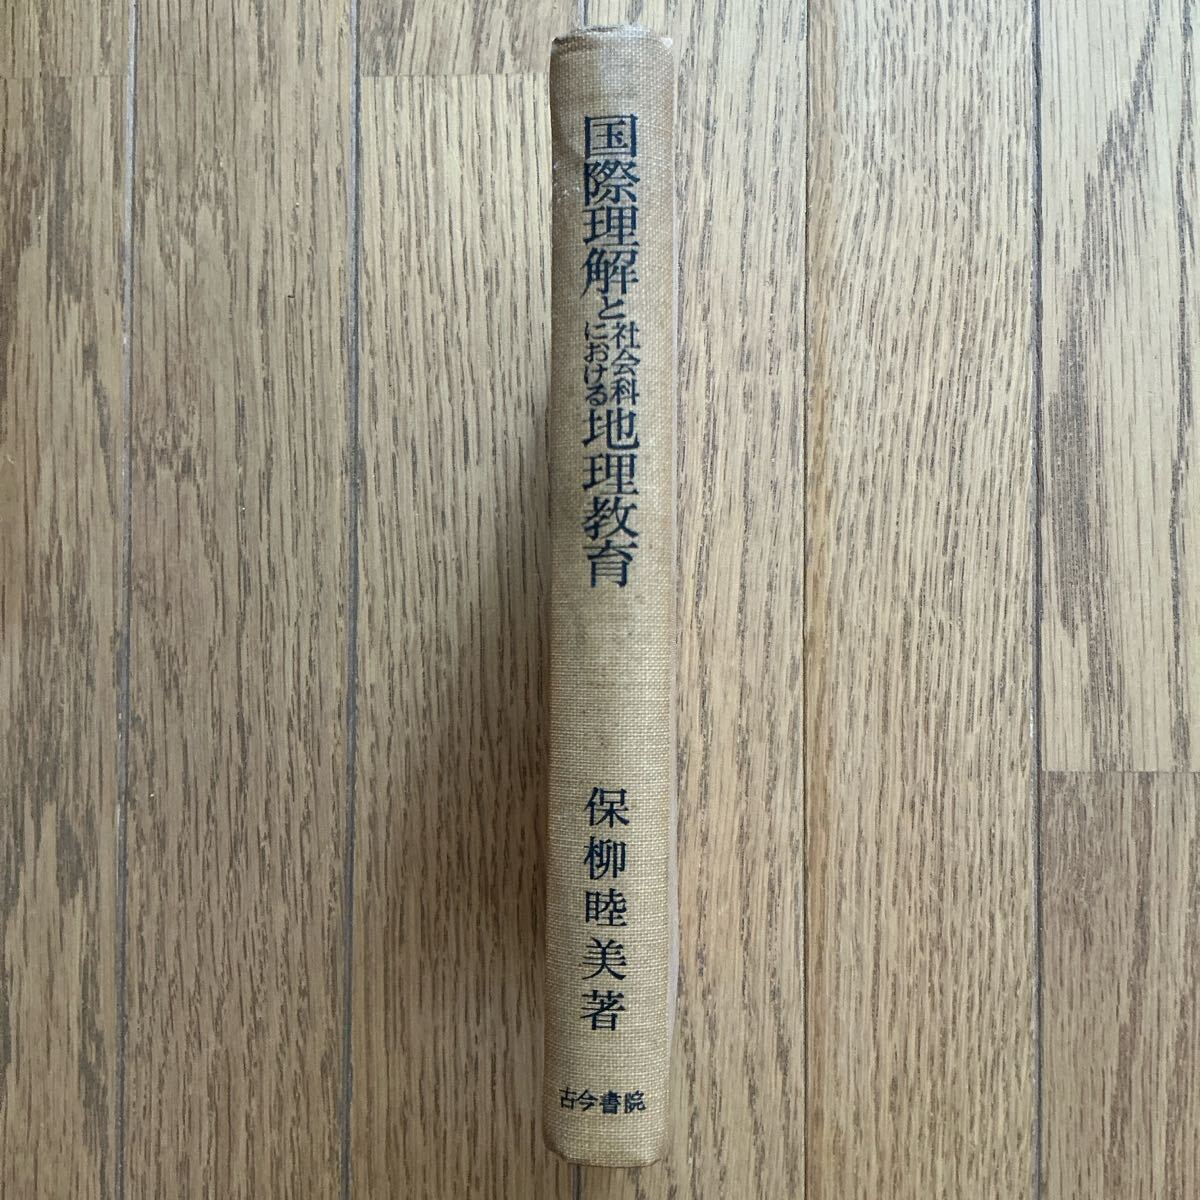 国際理解と社会科における地理教育
保柳睦美著
古今書院